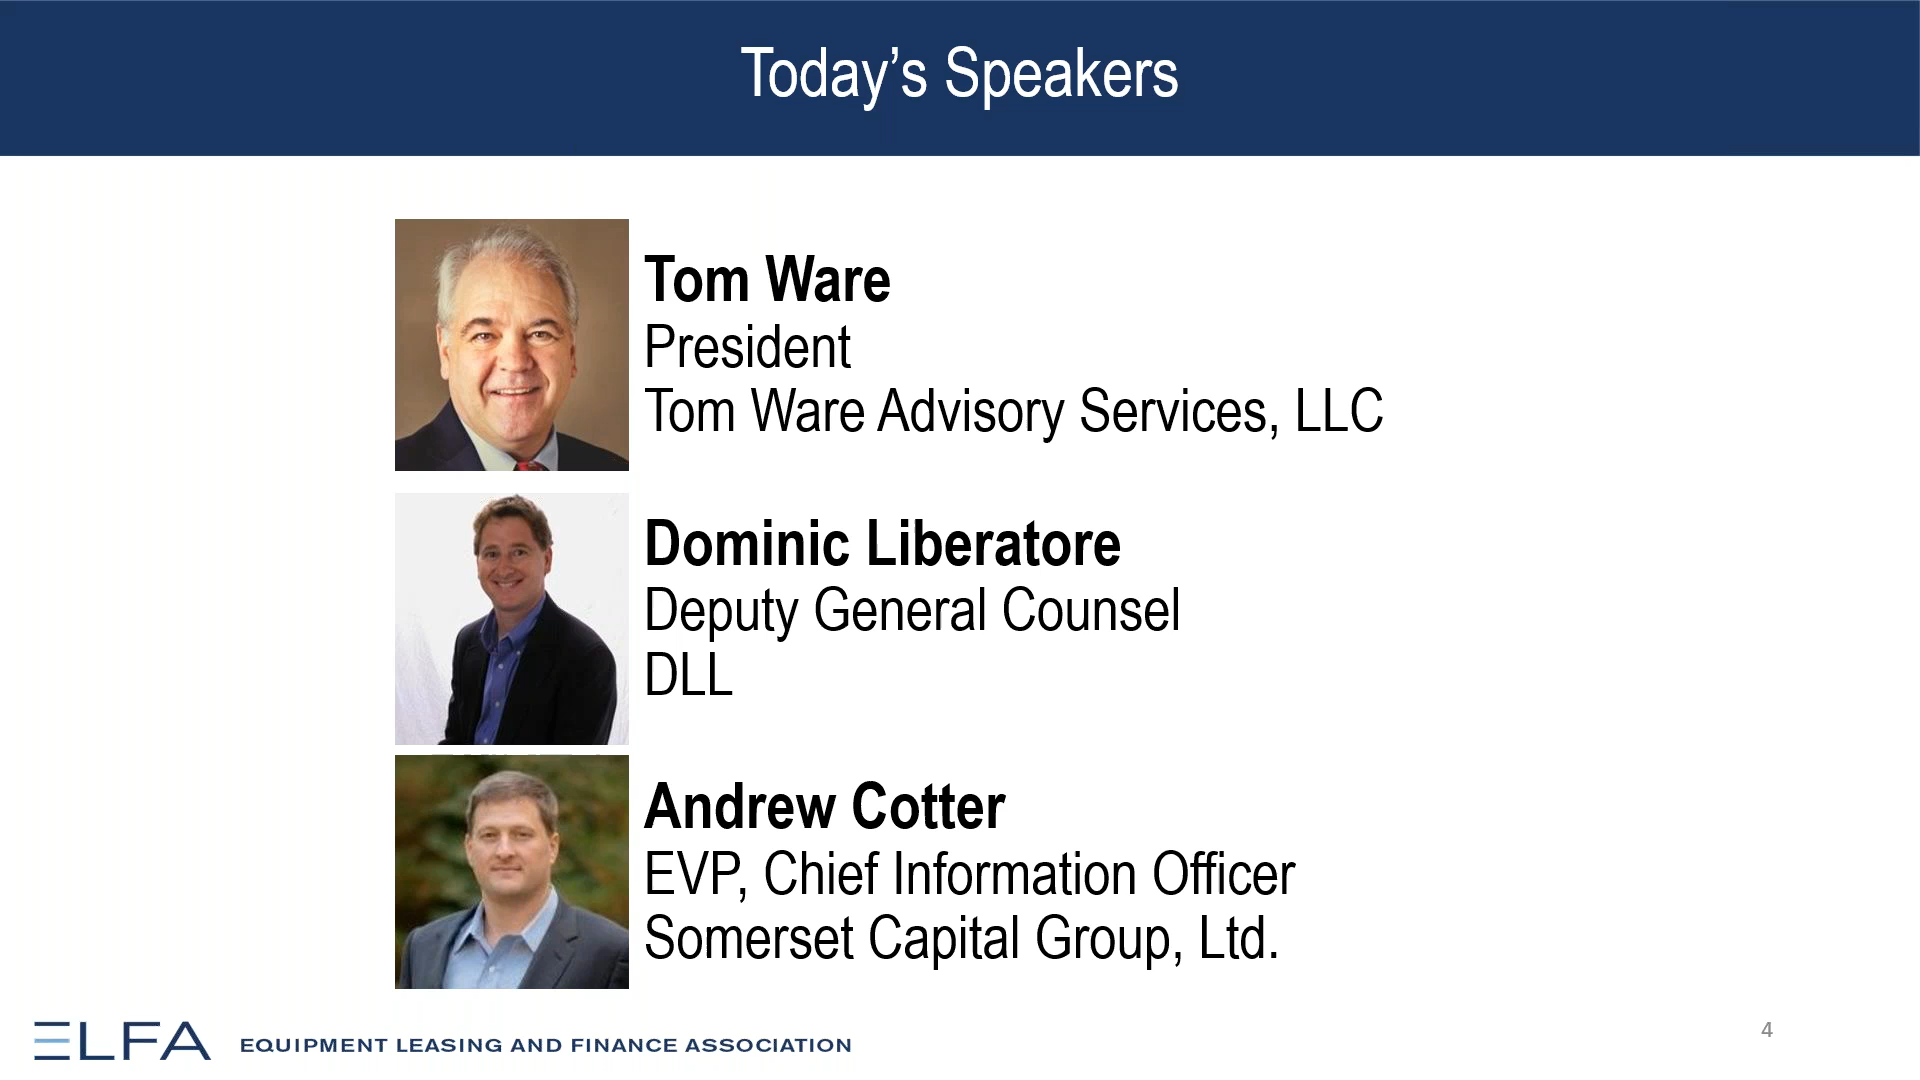 Today’s Speakers
Tom Ware
President
Tom Ware Advisory Services, LLC
Dominic Liberatore
Deputy General Counsel
DLL
Andrew Cotter
EVP, Chief Information Officer
Somerset Capital Group, Ltd.
ELFA EQUIPMENT LEASING AND FINANCE ASSOCIATION
4